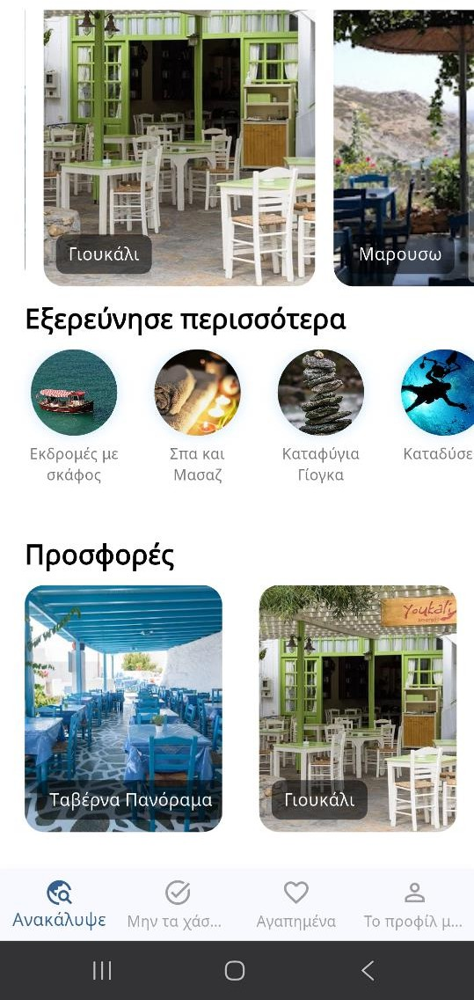 Γιουκάλι
Μαρουσω
Εξερεύνησε περισσότερα
Εκδρομές με
σκάφος
Σπα και
Μασαζ
Καταφύγια
Γίογκα
Καταδύσε
Προσφορές
Youkali
Ταβέρνα Πανόραμα
Γιουκάλι
Ανακάλυψε
Μην τα χάσ...
Αγαπημένα
Το προφίλ μ...